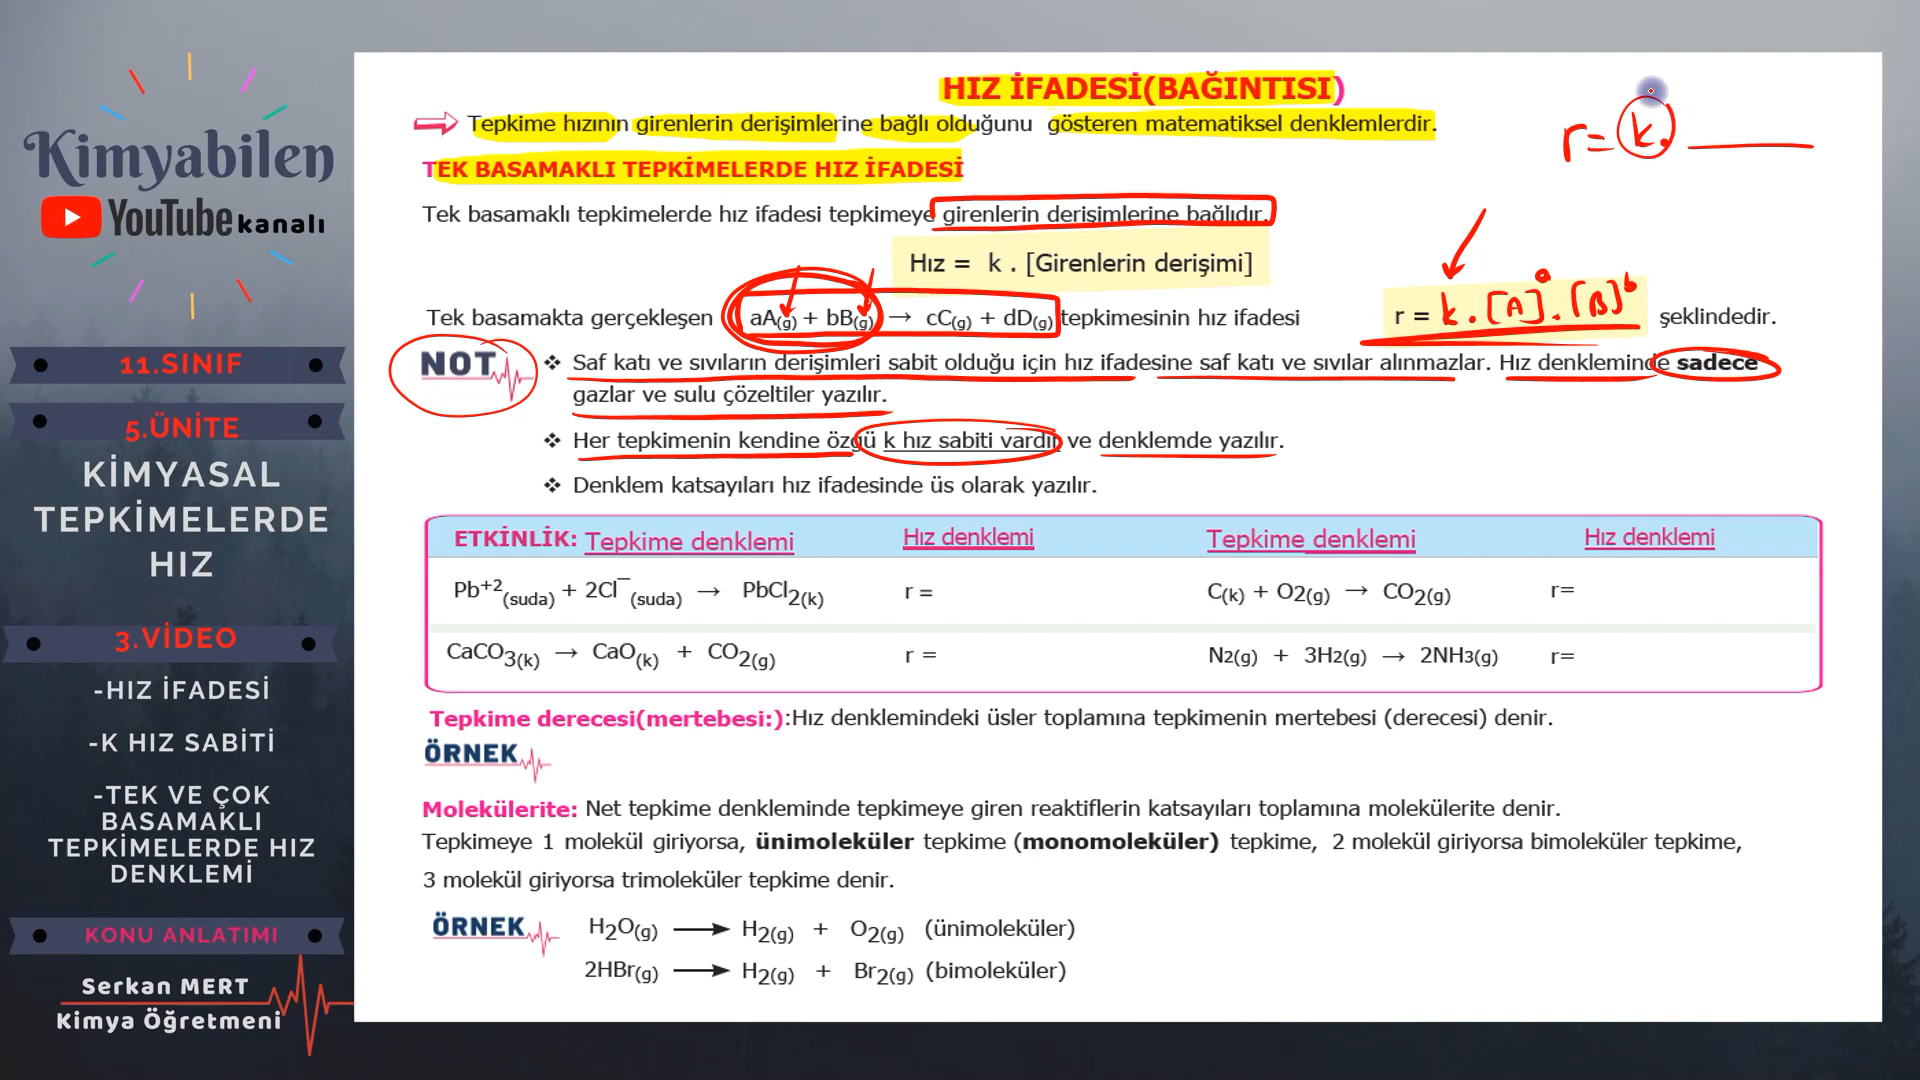 Kimyabilen
YouTube kanalı
11.SINIF
5.ÜNİTE
KİMYASAL
TEPKİMELERDE
HIZ
3.VİDEO
-HIZ İFADESİ
-K HIZ SABİTİ
-TEK VE ÇOK
BASAMAKLI
TEPKİMELERDE HIZ
DENKLEMİ
KONU ANLATIMI
Serkan MERT
Kimya Öğretmeni
HIZ İFADESİ(BAĞINTISI)
Tepkime hızının girenlerin derişimlerine bağlı olduğunu gösteren matematiksel denklemlerdir.
r= k.
TEK BASAMAKLI TEPKİMELERDE HIZ İFADESİ
Tek basamaklı tepkimelerde hız ifadesi tepkimeye girenlerin derişimlerine bağlıdır.
Hız = k . [Girenlerin derişimi]
Tek basamakta gerçekleşen aA(g) + bB(g) → cC(g) + dD(g) tepkimesinin hız ifadesi r = k . [A]a . [B]b şeklindedir.
NOT
❖ Saf katı ve sıvıların derişimleri sabit olduğu için hız ifadesine saf katı ve sıvılar alınmazlar. Hız denkleminde sadece
gazlar ve sulu çözeltiler yazılır.
❖ Her tepkimenin kendine özgü k hız sabiti vardır ve denklemde yazılır.
❖ Denklem katsayıları hız ifadesinde üs olarak yazılır.
ETKİNLİK: Tepkime denklemi Hız denklemi Tepkime denklemi Hız denklemi
Pb+2(suda) + 2Cl¯(suda) → PbCl2(k) r = C(k) + O2(g) → CO2(g) r=
CaCO3(k) → CaO(k) + CO2(g) r = N2(g) + 3H2(g) → 2NH3(g) r=
Tepkime derecesi(mertebesi:):Hız denklemindeki üsler toplamına tepkimenin mertebesi (derecesi) denir.
ÖRNEK
Molekülerite: Net tepkime denkleminde tepkimeye giren reaktiflerin katsayıları toplamına molekülerite denir.
Tepkimeye 1 molekül giriyorsa, ünimoleküler tepkime (monomoleküler) tepkime, 2 molekül giriyorsa bimoleküler tepkime,
3 molekül giriyorsa trimoleküler tepkime denir.
ÖRNEK
H2O(g) → H2(g) + O2(g) (ünimoleküler)
2HBr(g) → H2(g) + Br2(g) (bimoleküler)